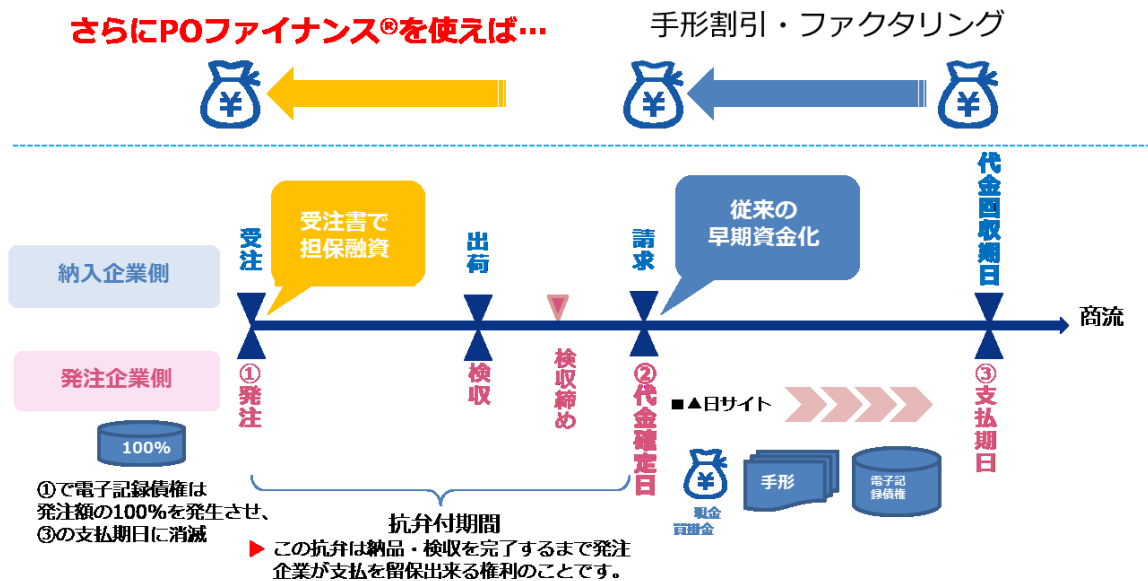 さらにPOファイナンス®を使えば…
手形割引・ファクタリング
¥
¥
¥
受注書で
担保融資
従来の
早期資金化
納入企業側
受注
出荷
請求
代金回収期日
商流
発注企業側
①発注
検収
検収締め
②代金確定日
③支払期日
■▲日サイト
100%
①で電子記録債権は
発注額の100%を発生させ、
③の支払期日に消滅
¥
現金
買掛金
手形
電子記
録債権
抗弁付期間
▶ この抗弁は納品・検収を完了するまで発注
企業が支払を留保出来る権利のことです。